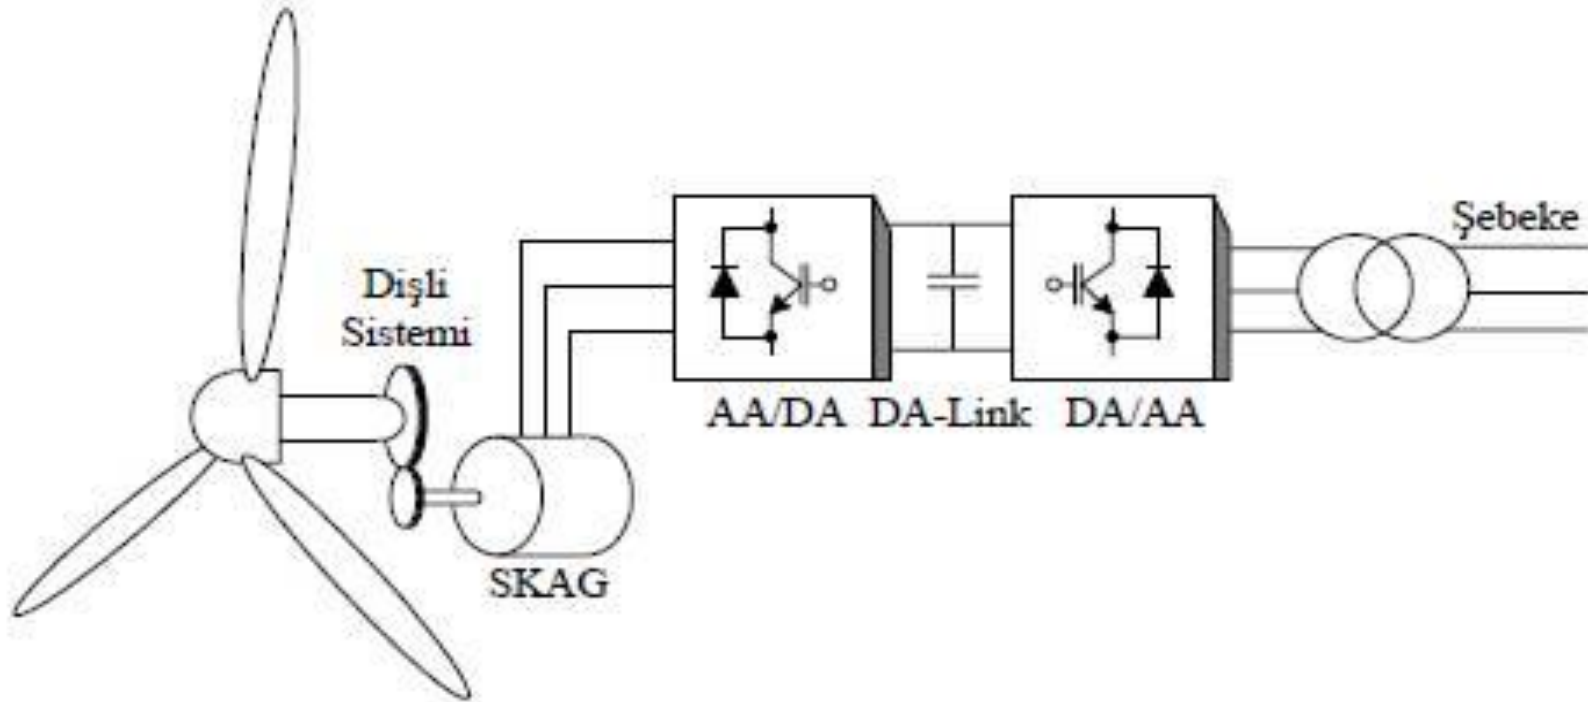 Dişli
Sistemi
SKAG
AA/DA
DA-Link
DA/AA
Şebeke